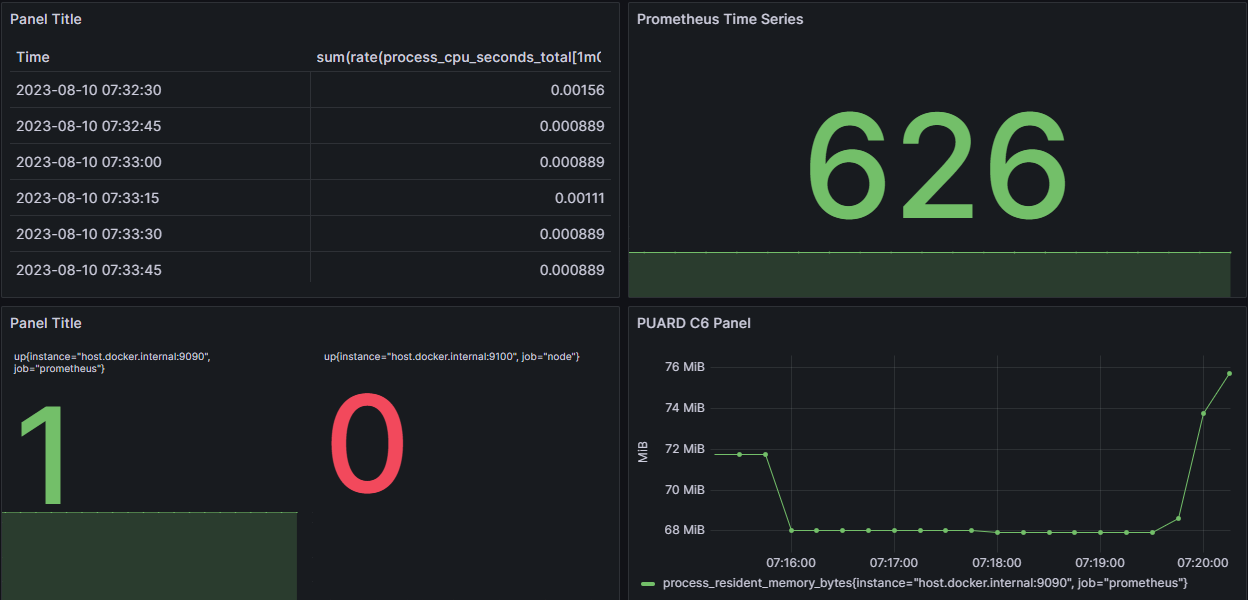 Panel Title
Time sum(rate(process_cpu_seconds_total[1m
2023-08-10 07:32:30 0.00156
2023-08-10 07:32:45 0.000889
2023-08-10 07:33:00 0.000889
2023-08-10 07:33:15 0.00111
2023-08-10 07:33:30 0.000889
2023-08-10 07:33:45 0.000889
Prometheus Time Series
626
Panel Title
up{instance="host.docker.internal:9090",
job="prometheus"}
1
up{instance="host.docker.internal:9100", job="node"}
0
PUARD C6 Panel
MiB
76 MiB
74 MiB
72 MiB
70 MiB
68 MiB
07:16:00 07:17:00 07:18:00 07:19:00 07:20:00
process_resident_memory_bytes{instance="host.docker.internal:9090", job="prometheus"}